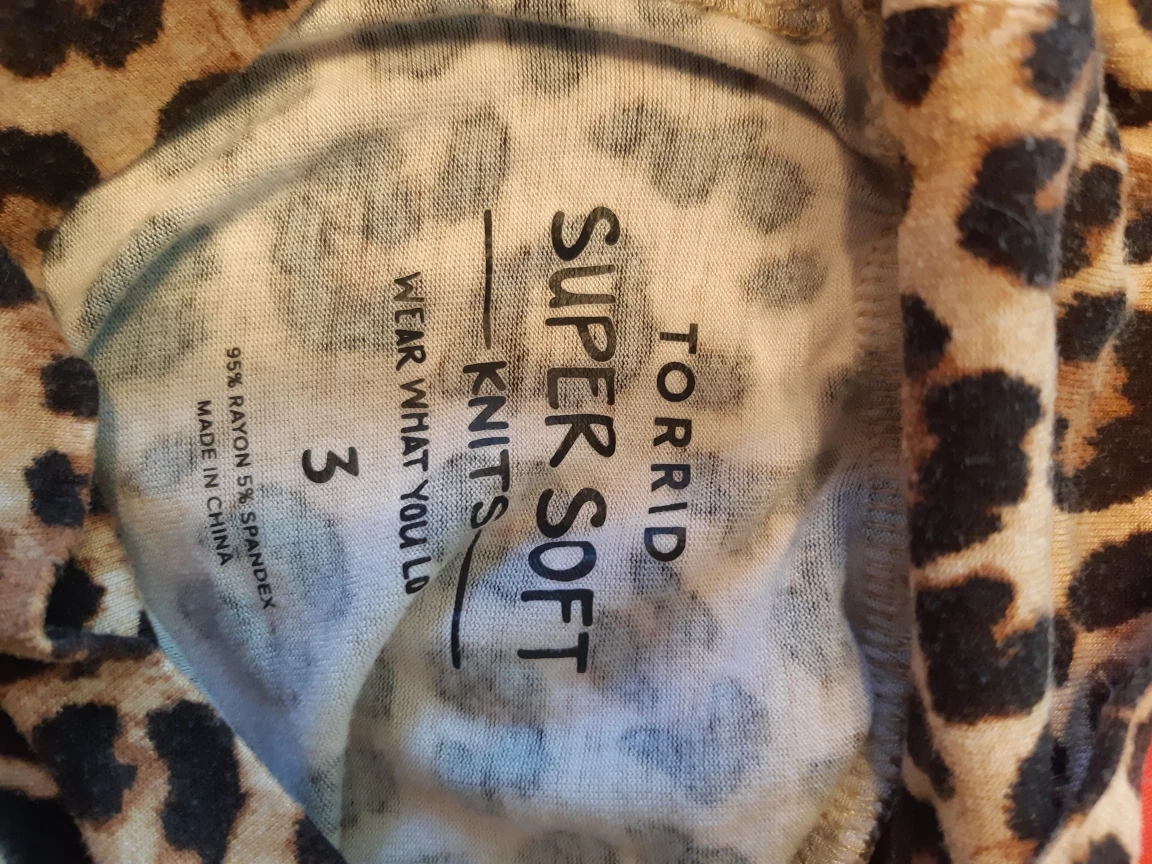 TORRID
SUPER SOFT
KNITS
WEAR WHAT YOU LO
3
95% RAYON 5% SPANDEX
MADE IN CHINA